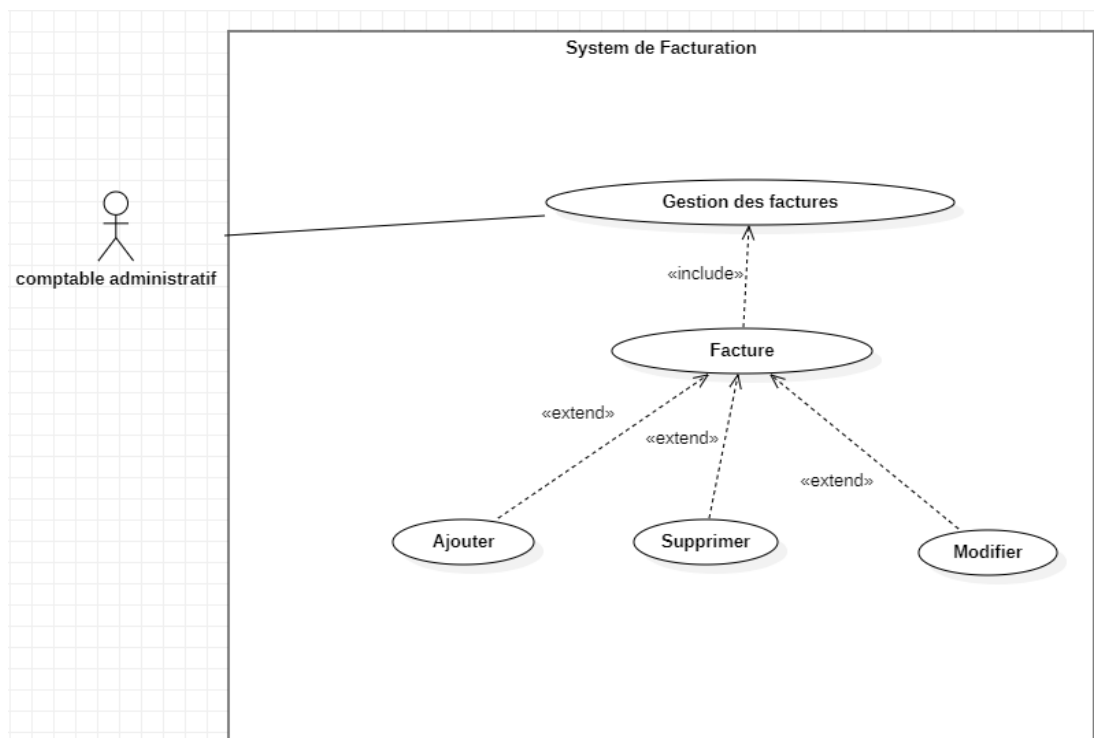 System de Facturation
Gestion des factures
comptable administratif
«include»
Facture
«extend»
«extend»
«extend»
Ajouter
Supprimer
Modifier